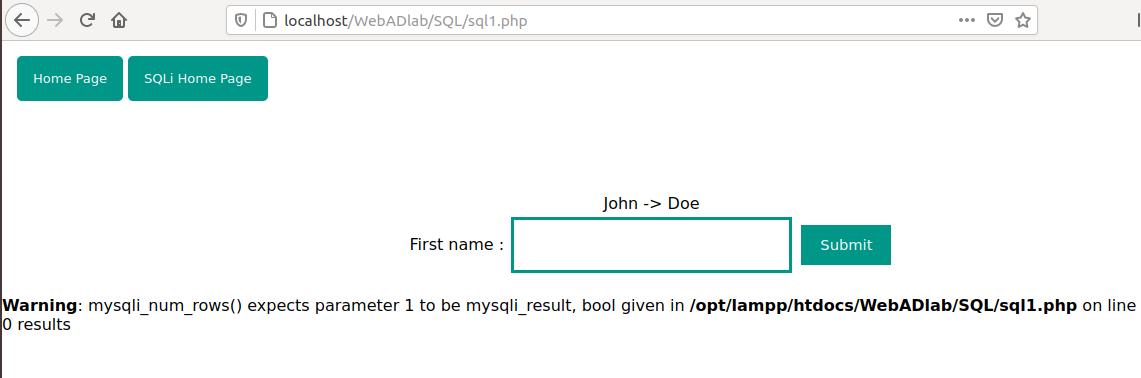 localhost/WebADlab/SQL/sql1.php
Home Page SQLi Home Page
John -> Doe
First name : Submit
Warning: mysqli_num_rows() expects parameter 1 to be mysqli_result, bool given in /opt/lampp/htdocs/WebADlab/SQL/sql1.php on line
0 results